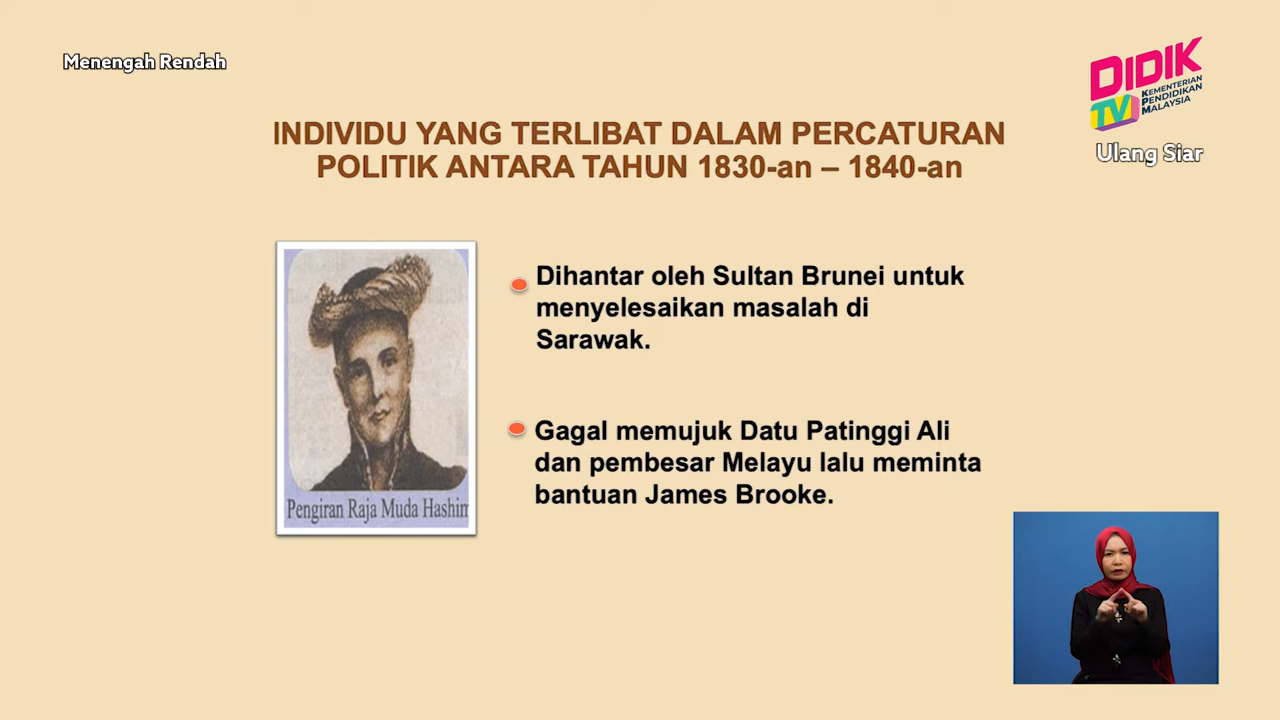 Menengah Rendah
DIDIK
TV
KEMENTERIAN
PENDIDIKAN
MALAYSIA
Ulang Siar
INDIVIDU YANG TERLIBAT DALAM PERCATURAN
POLITIK ANTARA TAHUN 1830-an – 1840-an
Dihantar oleh Sultan Brunei untuk
menyelesaikan masalah di
Sarawak.
Gagal memujuk Datu Patinggi Ali
dan pembesar Melayu lalu meminta
bantuan James Brooke.
Pengiran Raja Muda Hashim